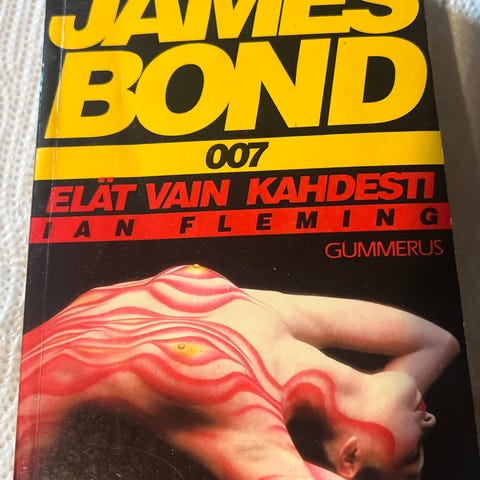 JAMES
BOND
007
ELÄT VAIN KAHDESTI
IAN FLEMING
GUMMERUS